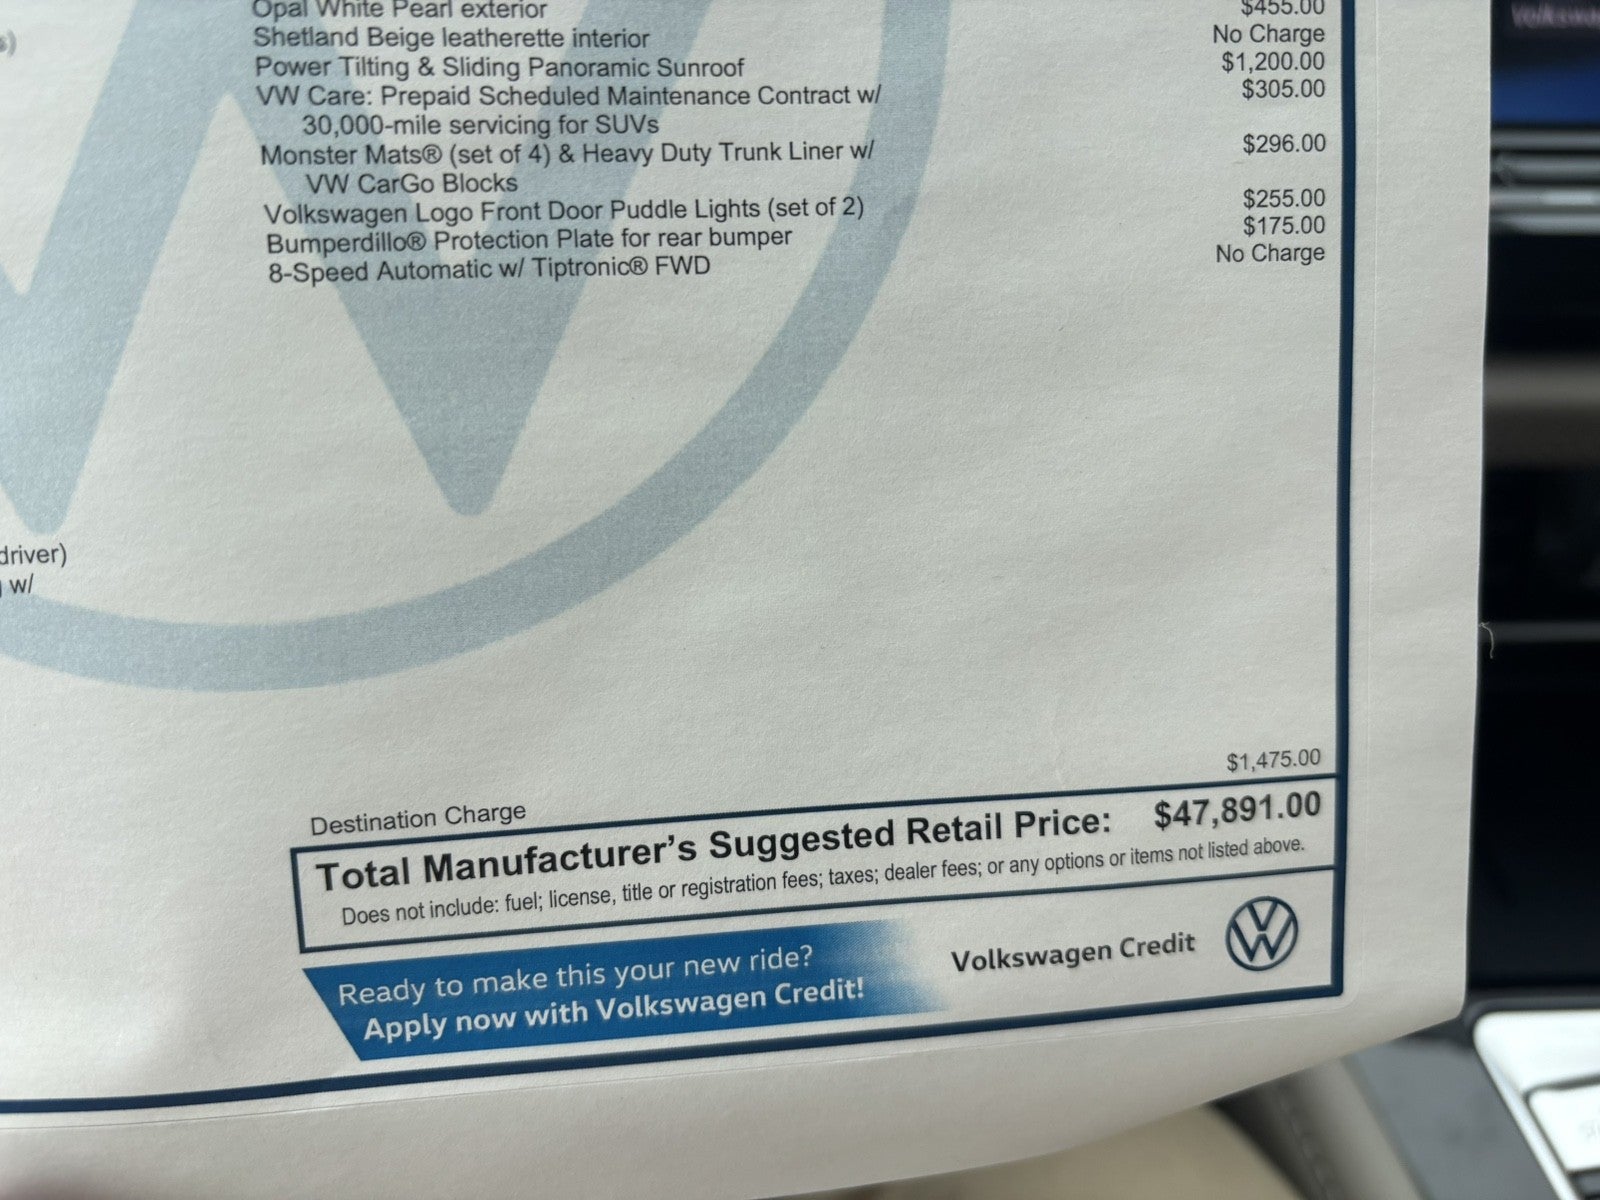 Opal White Pearl exterior $455.00
Shetland Beige leatherette interior No Charge
Power Tilting & Sliding Panoramic Sunroof $1,200.00
VW Care: Prepaid Scheduled Maintenance Contract w/ $305.00
30,000-mile servicing for SUVs
Monster Mats® (set of 4) & Heavy Duty Trunk Liner w/ $296.00
VW CarGo Blocks
Volkswagen Logo Front Door Puddle Lights (set of 2) $255.00
Bumperdillo® Protection Plate for rear bumper $175.00
8-Speed Automatic w/ Tiptronic® FWD No Charge
driver)
w/
Destination Charge $1,475.00
Total Manufacturer's Suggested Retail Price: $47,891.00
Does not include: fuel; license, title or registration fees; taxes; dealer fees; or any options or items not listed above.
Ready to make this your new ride?
Apply now with Volkswagen Credit!
Volkswagen Credit